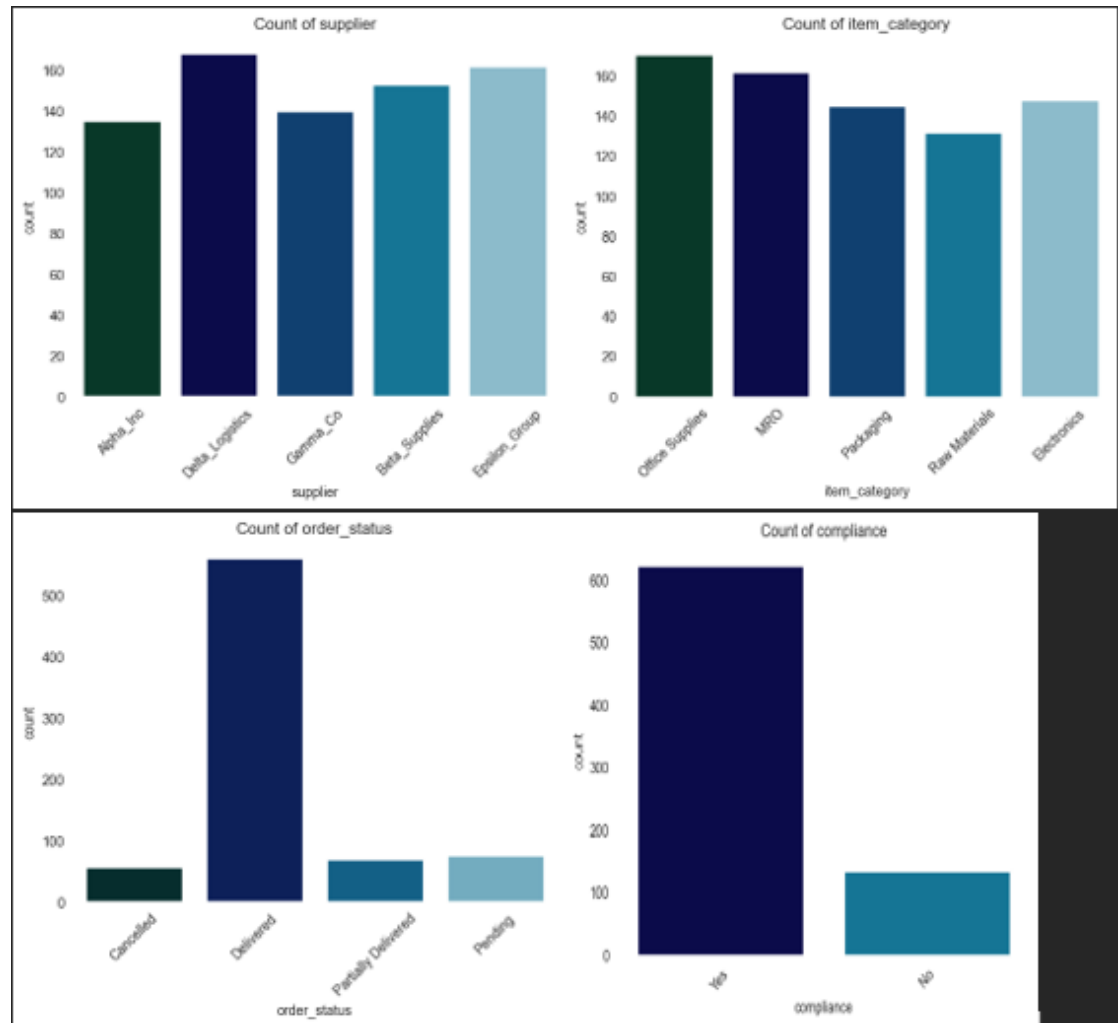 Count of supplier
160
140
120
100
80
60
40
20
0
count
Alpha_Inc
Delta_Logistics
Gamma_Co
Beta_Supplies
Epsilon_Group
supplier
Count of item_category
160
140
120
100
80
60
40
20
0
count
Office Supplies
MRO
Packaging
Raw Materials
Electronics
item_category
Count of order_status
500
400
300
200
100
0
count
Cancelled
Delivered
Partially Delivered
Pending
order_status
Count of compliance
600
500
400
300
200
100
0
count
Yes
No
compliance